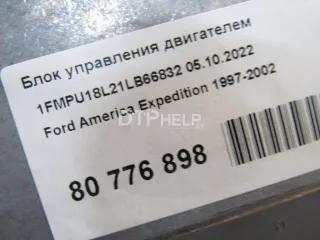 Блок управления двигателем
1FMPU18L21LB66832 05.10.2022
Ford America Expedition 1997-2002
DTPHELP
80 776 898